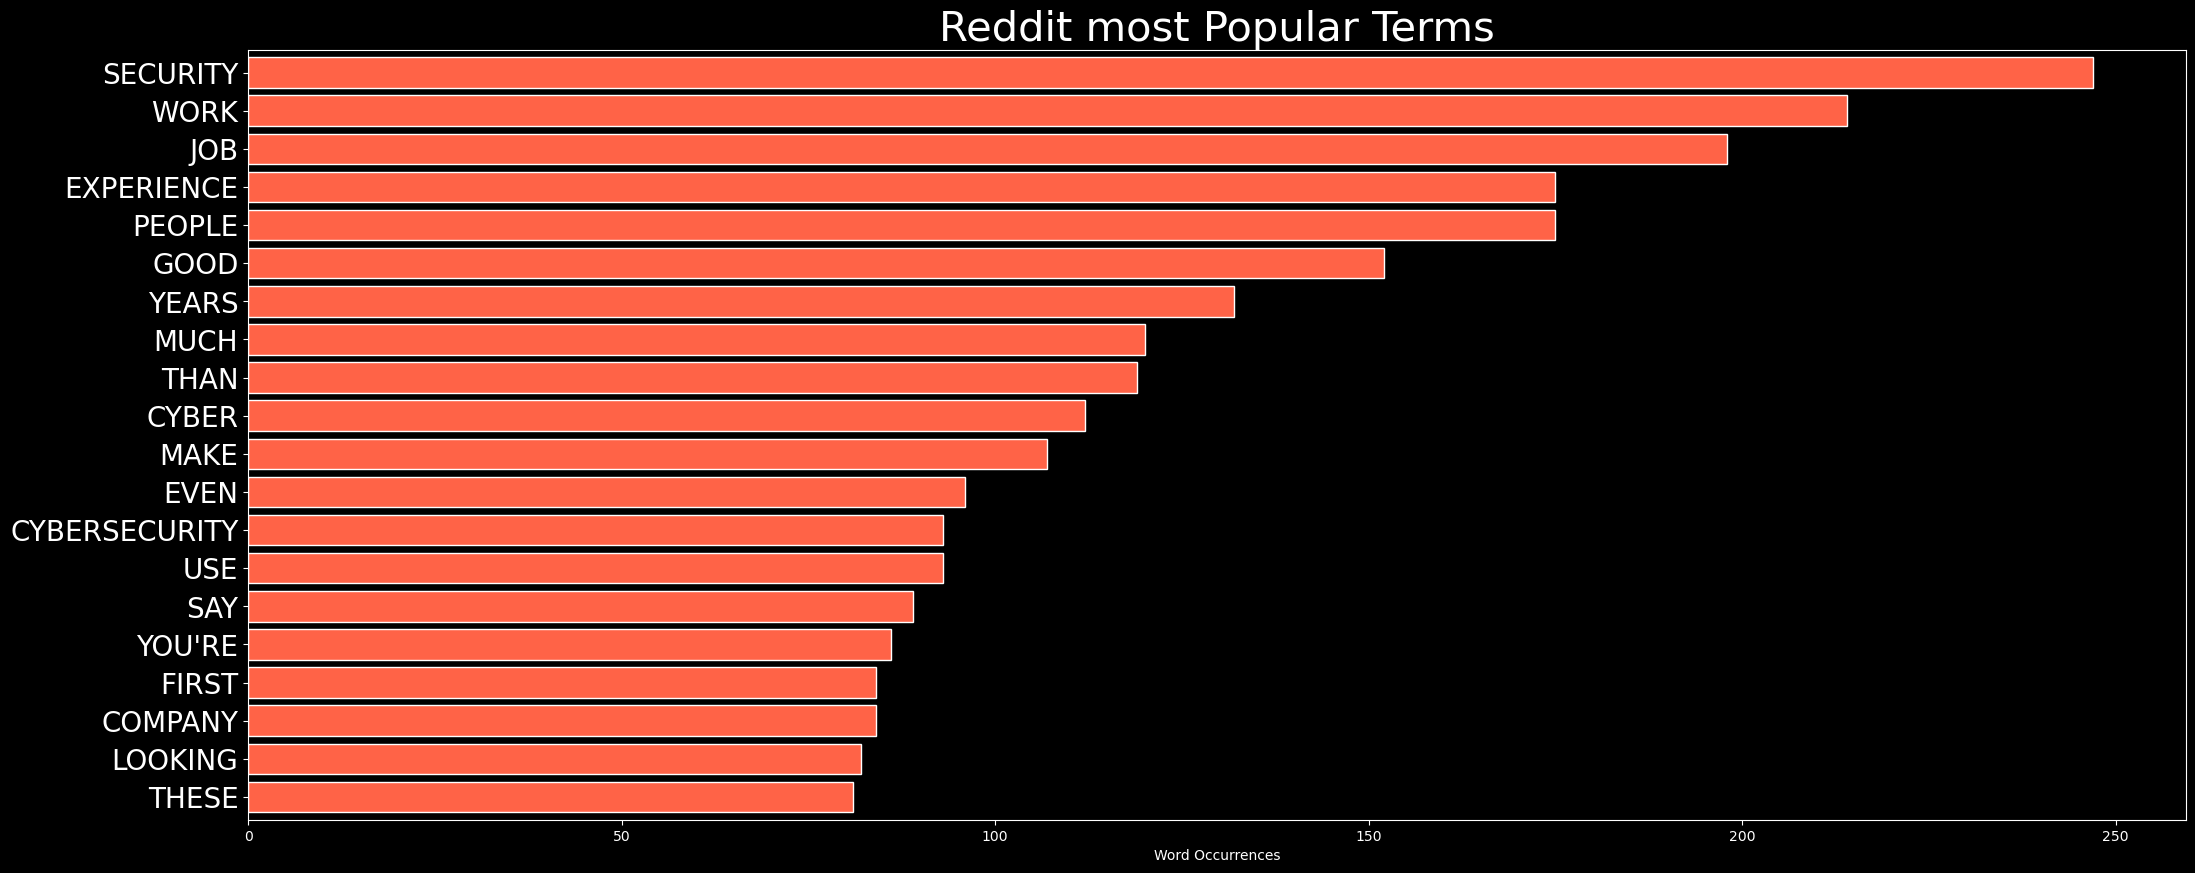 Reddit most Popular Terms
SECURITY
WORK
JOB
EXPERIENCE
PEOPLE
GOOD
YEARS
MUCH
THAN
CYBER
MAKE
EVEN
CYBERSECURITY
USE
SAY
YOU'RE
FIRST
COMPANY
LOOKING
THESE
0 50 100 150 200 250
Word Occurrences